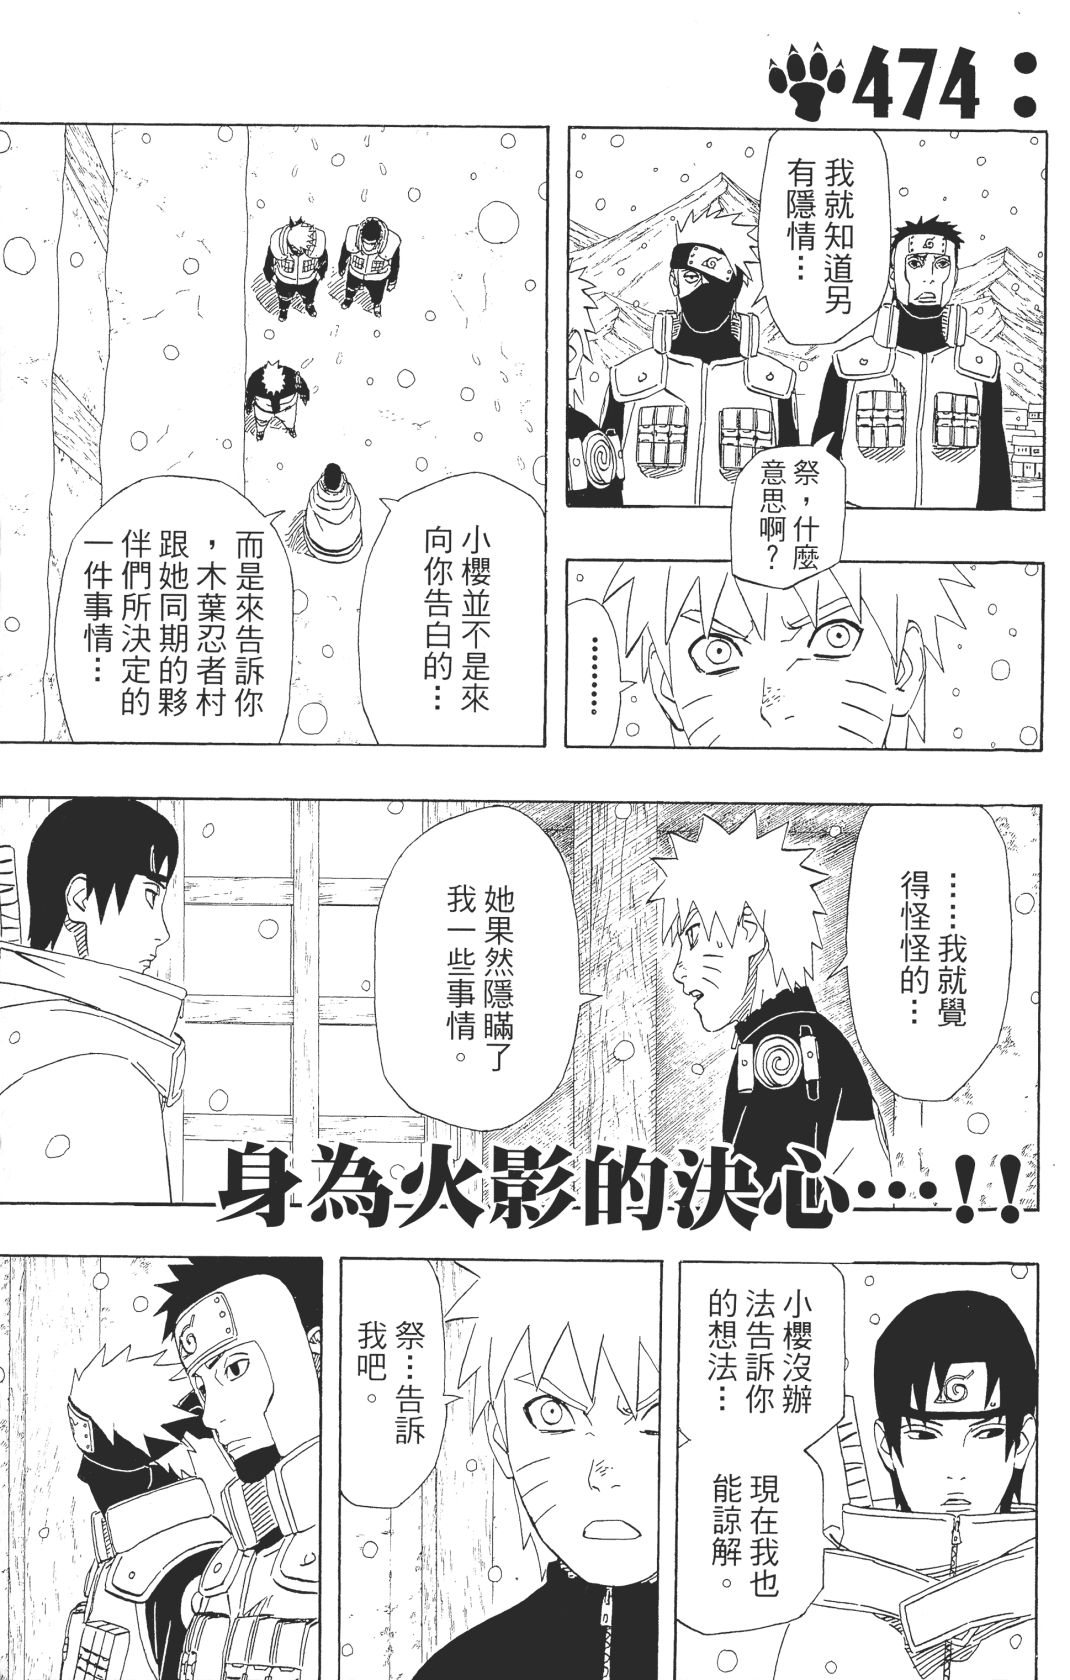 474：
我就知道另
有隱情…
祭，什麼
意思啊？
………
小櫻並不是來
向你告白的…
而是來告訴你
，木葉忍者村
跟她同期的夥
伴們所決定的
一件事情…
……我就覺
得怪怪的…
她果然隱瞞了
我一些事情。
身為火影的決心…!!
小櫻沒辦
法告訴你
的想法…
現在我也
能諒解。
祭…告訴
我吧。